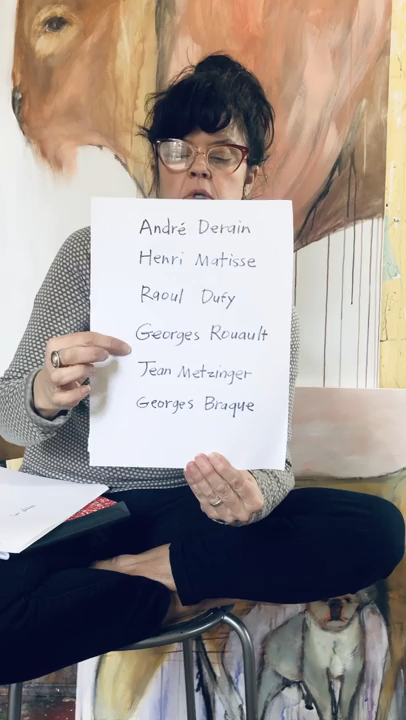 André Derain
Henri Matisse
Raoul Dufy
Georges Rouault
Jean Metzinger
Georges Braque